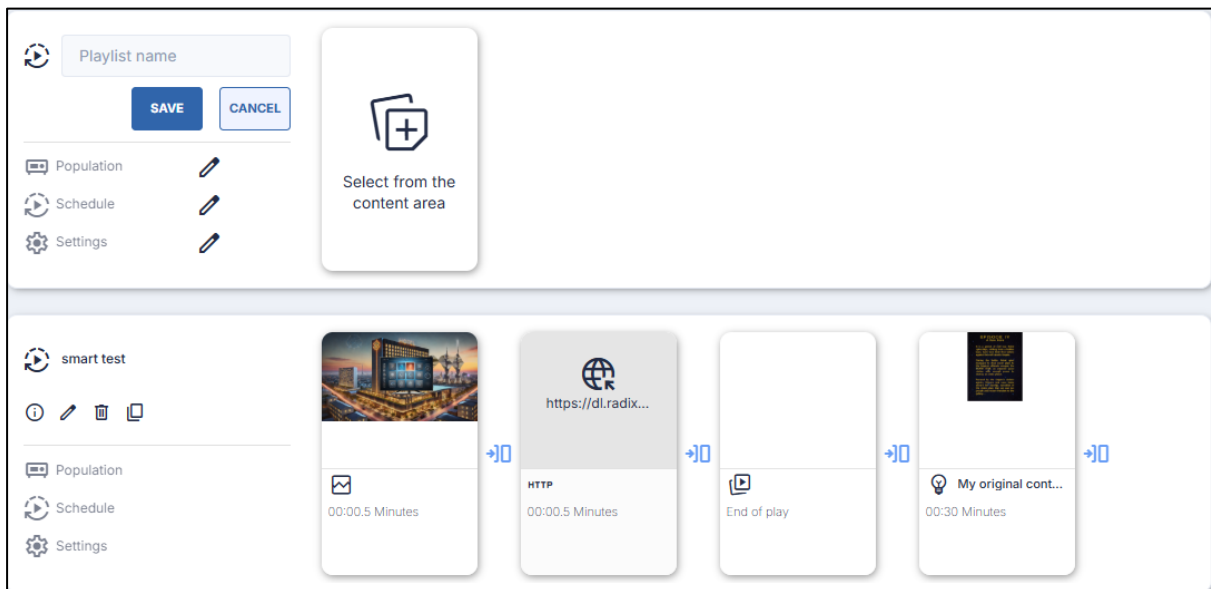 Playlist name
SAVE
CANCEL
Population
Schedule
Settings
Select from the
content area
smart test
Population
Schedule
Settings
00:00.5 Minutes
https://dl.radix...
HTTP
00:00.5 Minutes
End of play
EPISODE IV
My original cont...
00:30 Minutes